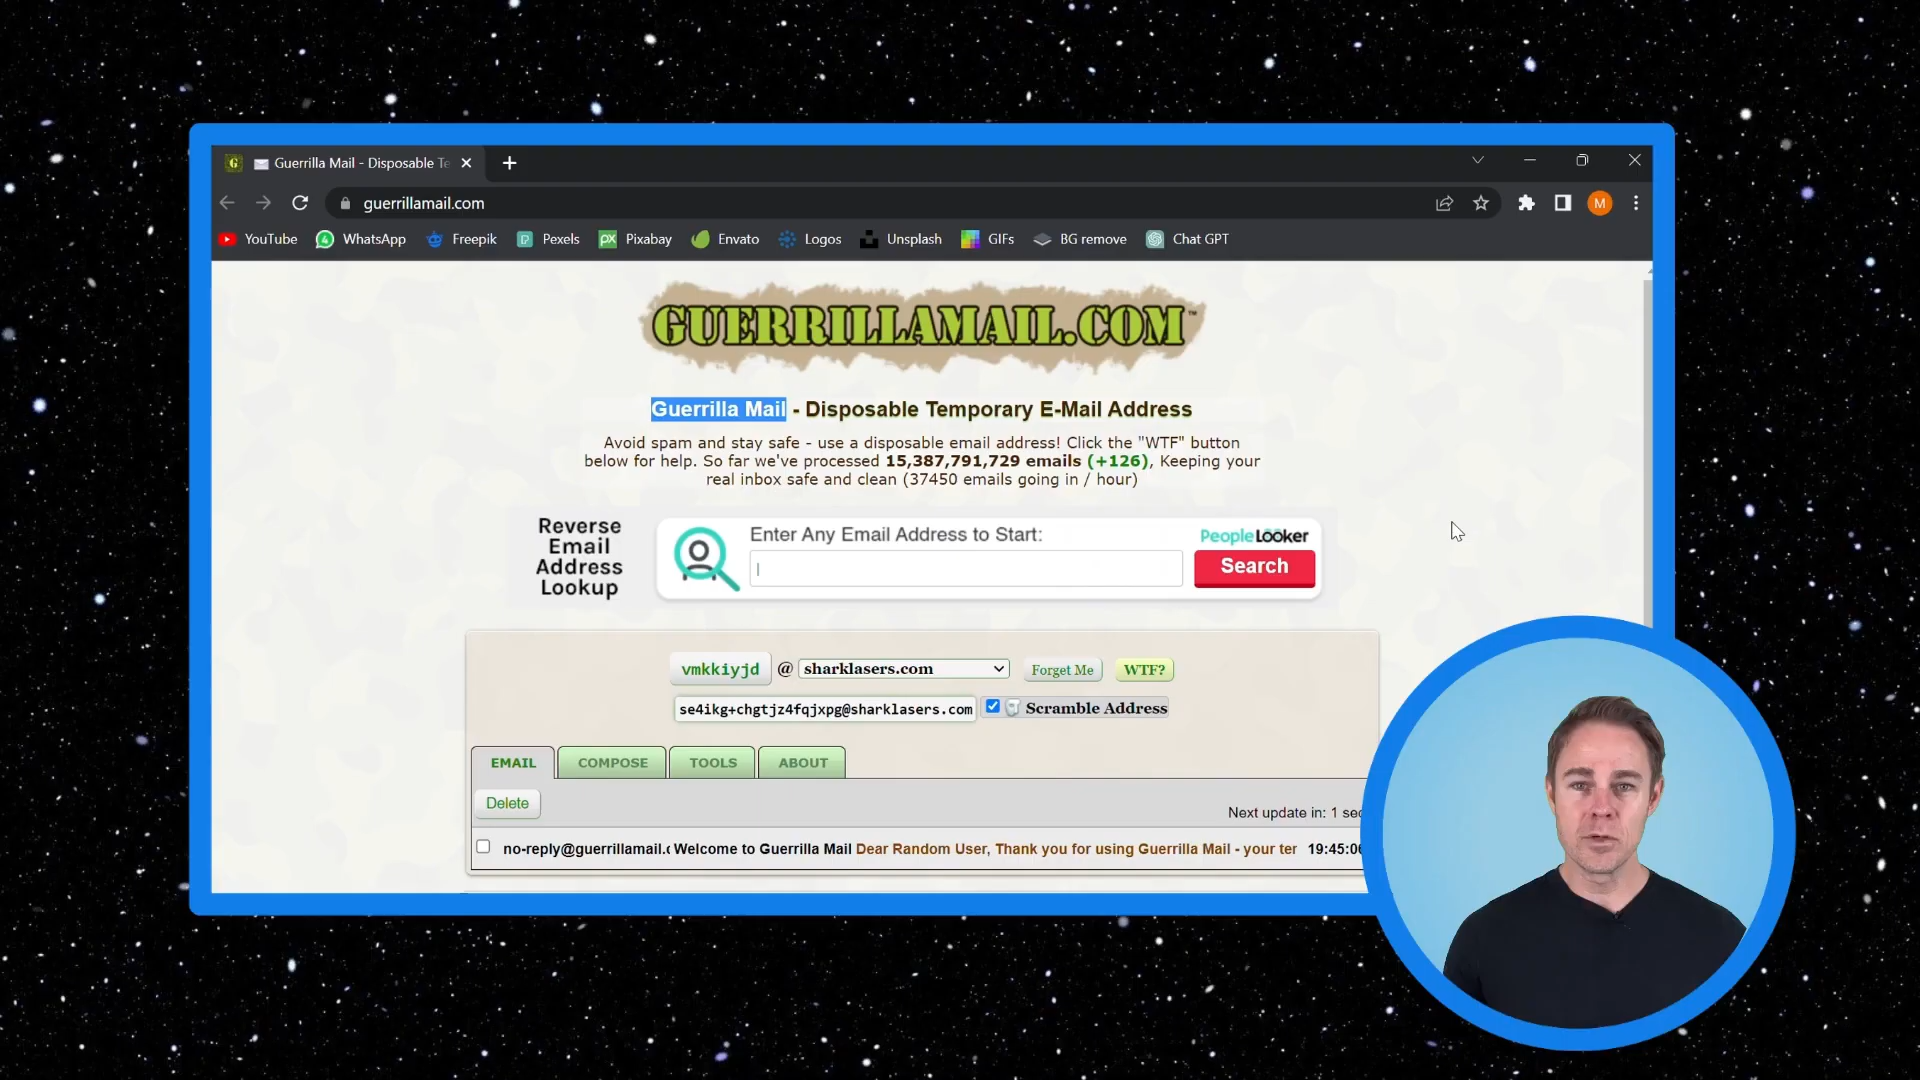 Guerrilla Mail - Disposable Te
guerrillamail.com
YouTube WhatsApp Freepik Pexels Pixabay Envato Logos Unsplash GIFs BG remove Chat GPT
M
GUERRILLAMAIL.COM™
Guerrilla Mail - Disposable Temporary E-Mail Address
Avoid spam and stay safe - use a disposable email address! Click the "WTF" button
below for help. So far we've processed 15,387,791,729 emails (+126), Keeping your
real inbox safe and clean (37450 emails going in / hour)
Reverse
Email
Address
Lookup
Enter Any Email Address to Start:
PeopleLooker
Search
vmkkiyjd @ sharklasers.com Forget Me WTF?
se4ikg+chgtjz4fqjxpg@sharklasers.com Scramble Address
EMAIL COMPOSE TOOLS ABOUT
Delete
Next update in: 1 sec
no-reply@guerrillamail.c Welcome to Guerrilla Mail Dear Random User, Thank you for using Guerrilla Mail - your ter 19:45:06